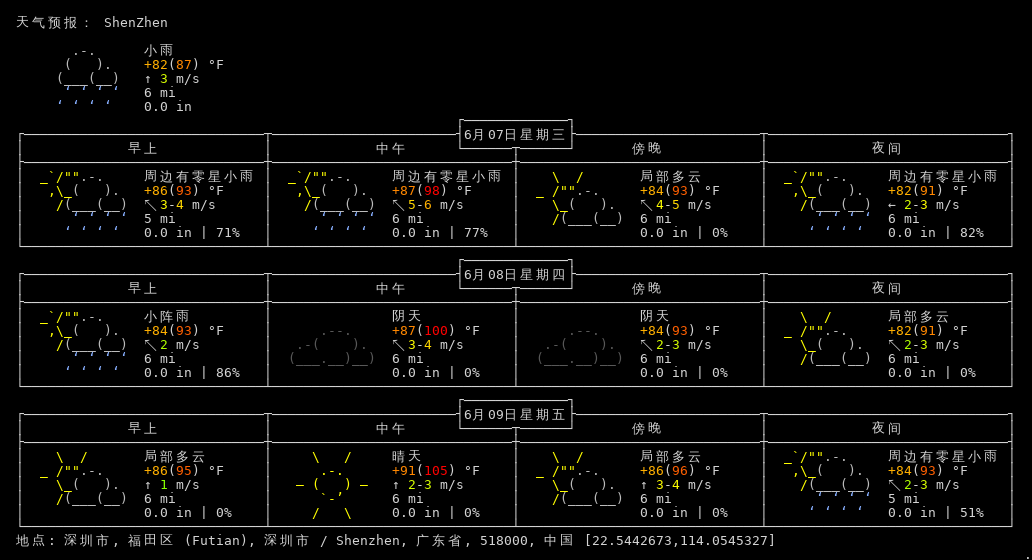 天气预报： ShenZhen
小雨
+82(87) °F
↑ 3 m/s
6 mi
0.0 in
6月07日星期三
早上 中午 傍晚 夜间
周边有零星小雨 周边有零星小雨 局部多云 周边有零星小雨
+86(93) °F +87(98) °F +84(93) °F +82(91) °F
↖ 3-4 m/s ↖ 5-6 m/s ↖ 4-5 m/s ← 2-3 m/s
5 mi 6 mi 6 mi 6 mi
0.0 in | 71% 0.0 in | 77% 0.0 in | 0% 0.0 in | 82%
6月08日星期四
早上 中午 傍晚 夜间
小阵雨 阴天 阴天 局部多云
+84(93) °F +87(100) °F +84(93) °F +82(91) °F
↖ 2 m/s ↖ 3-4 m/s ↖ 2-3 m/s ↖ 2-3 m/s
6 mi 6 mi 6 mi 6 mi
0.0 in | 86% 0.0 in | 0% 0.0 in | 0% 0.0 in | 0%
6月09日星期五
早上 中午 傍晚 夜间
局部多云 晴天 局部多云 周边有零星小雨
+86(95) °F +91(105) °F +86(96) °F +84(93) °F
↑ 1 m/s ↑ 2-3 m/s ↑ 3-4 m/s ↖ 2-3 m/s
6 mi 6 mi 6 mi 5 mi
0.0 in | 0% 0.0 in | 0% 0.0 in | 0% 0.0 in | 51%
地点: 深圳市, 福田区 (Futian), 深圳市 / Shenzhen, 广东省, 518000, 中国 [22.5442673,114.0545327]